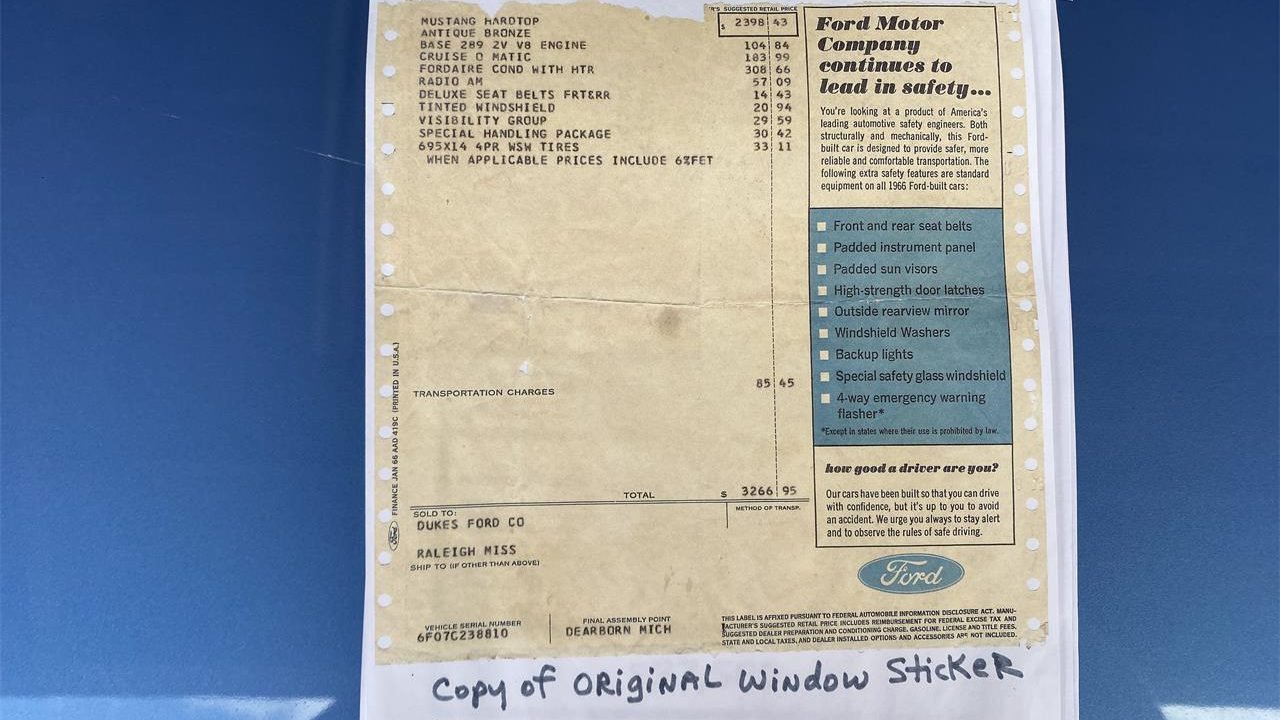 'S SUGGESTED RETAIL PRICE
MUSTANG HARDTOP $ 2398 43
ANTIQUE BRONZE
BASE 289 2V V8 ENGINE 104 84
CRUISE O MATIC 183 99
FORDAIRE COND WITH HTR 308 66
RADIO AM 57 09
DELUXE SEAT BELTS FRT&RR 14 43
TINTED WINDSHIELD 20 94
VISIBILITY GROUP 29 59
SPECIAL HANDLING PACKAGE 30 42
695X14 4PR WSW TIRES 33 11
WHEN APPLICABLE PRICES INCLUDE 6%FET
TRANSPORTATION CHARGES 85 45
TOTAL $ 3266 95
SOLD TO:
METHOD OF TRANSP.
DUKES FORD CO
RALEIGH MISS
SHIP TO (IF OTHER THAN ABOVE)
VEHICLE SERIAL NUMBER
6F07C238810
FINAL ASSEMBLY POINT
DEARBORN MICH
Ford FINANCE JAN 66 AAD 419C (PRINTED IN U.S.A.)
Ford Motor
Company
continues to
lead in safety...
You're looking at a product of America's
leading automotive safety engineers. Both
structurally and mechanically, this Ford-
built car is designed to provide safer, more
reliable and comfortable transportation. The
following extra safety features are standard
equipment on all 1966 Ford-built cars:
Front and rear seat belts
Padded instrument panel
Padded sun visors
High-strength door latches
Outside rearview mirror
Windshield Washers
Backup lights
Special safety glass windshield
4-way emergency warning
flasher*
*Except in states where their use is prohibited by law.
how good a driver are you?
Our cars have been built so that you can drive
with confidence, but it's up to you to avoid
an accident. We urge you always to stay alert
and to observe the rules of safe driving.
Ford
THIS LABEL IS AFFIXED PURSUANT TO FEDERAL AUTOMOBILE INFORMATION DISCLOSURE ACT. MANU-
FACTURER'S SUGGESTED RETAIL PRICE INCLUDES REIMBURSEMENT FOR FEDERAL EXCISE TAX AND
SUGGESTED DEALER PREPARATION AND CONDITIONING CHARGE. GASOLINE, LICENSE AND TITLE FEES,
STATE AND LOCAL TAXES, AND DEALER INSTALLED OPTIONS AND ACCESSORIES ARE NOT INCLUDED.
Copy of ORIGINAL Window SticKeR